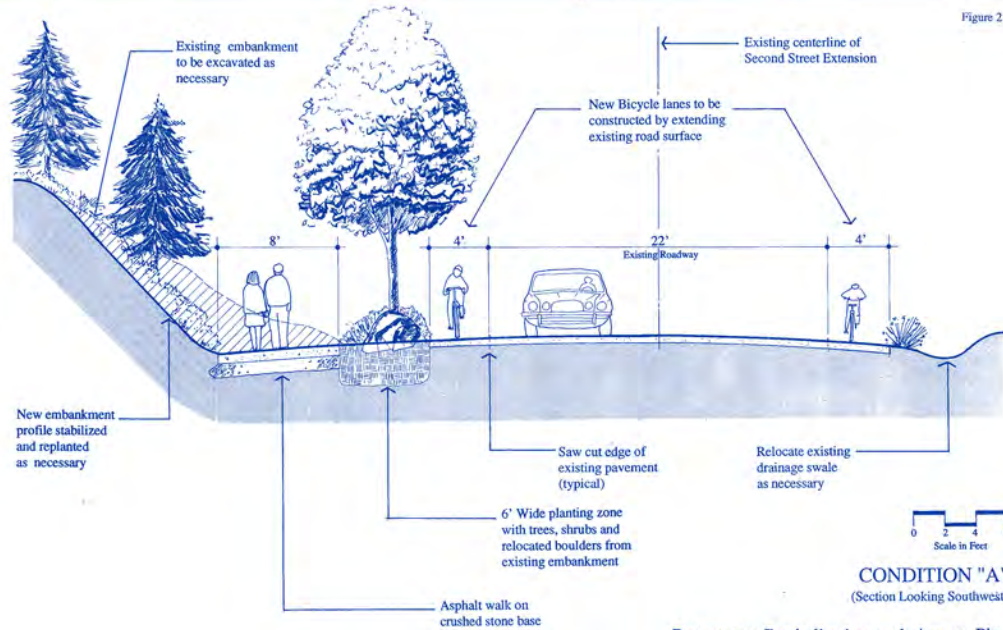 Figure 2
Existing embankment
to be excavated as
necessary
Existing centerline of
Second Street Extension
New Bicycle lanes to be
constructed by extending
existing road surface
8'
4'
22'
4'
Existing Roadway
New embankment
profile stabilized
and replanted
as necessary
Saw cut edge of
existing pavement
(typical)
Relocate existing
drainage swale
as necessary
6' Wide planting zone
with trees, shrubs and
relocated boulders from
existing embankment
0 2 4
Scale in Feet
CONDITION "A"
(Section Looking Southwest
Asphalt walk on
crushed stone base